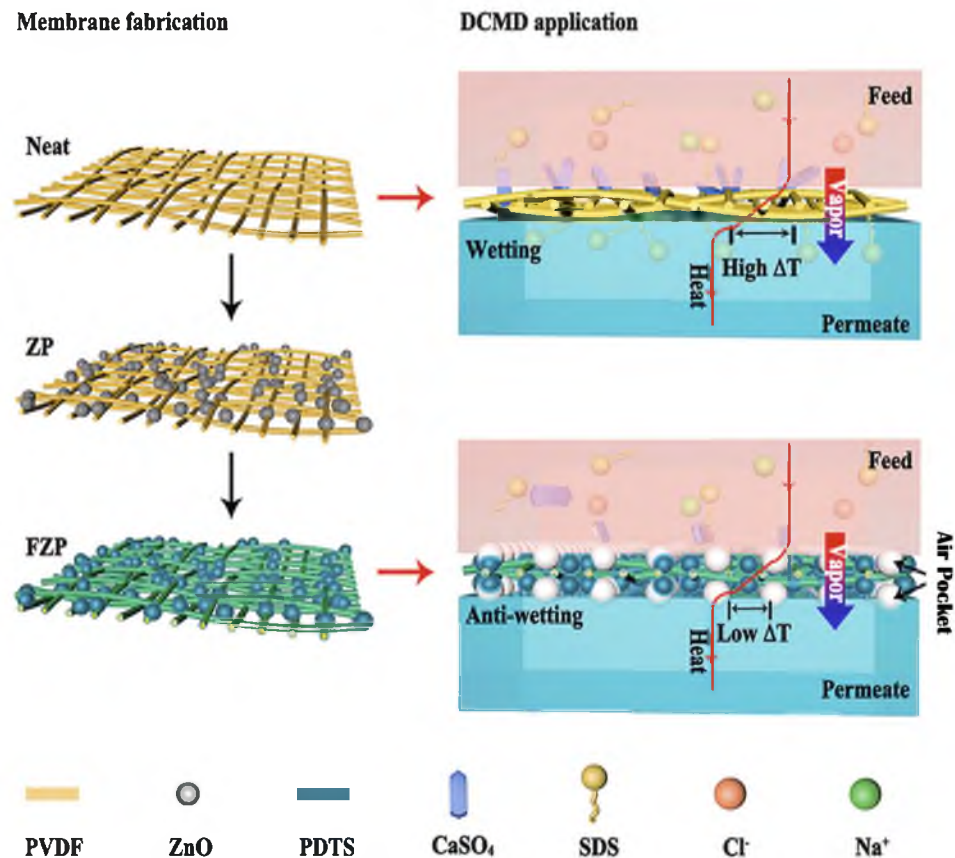 Membrane fabrication
DCMD application
Neat
Feed
Vapor
Wetting
High ΔT
Heat
Permeate
ZP
Feed
FZP
Vapor
Air Pocket
Anti-wetting
Low ΔT
Heat
Permeate
PVDF
ZnO
PDTS
CaSO₄
SDS
Cl⁻
Na⁺